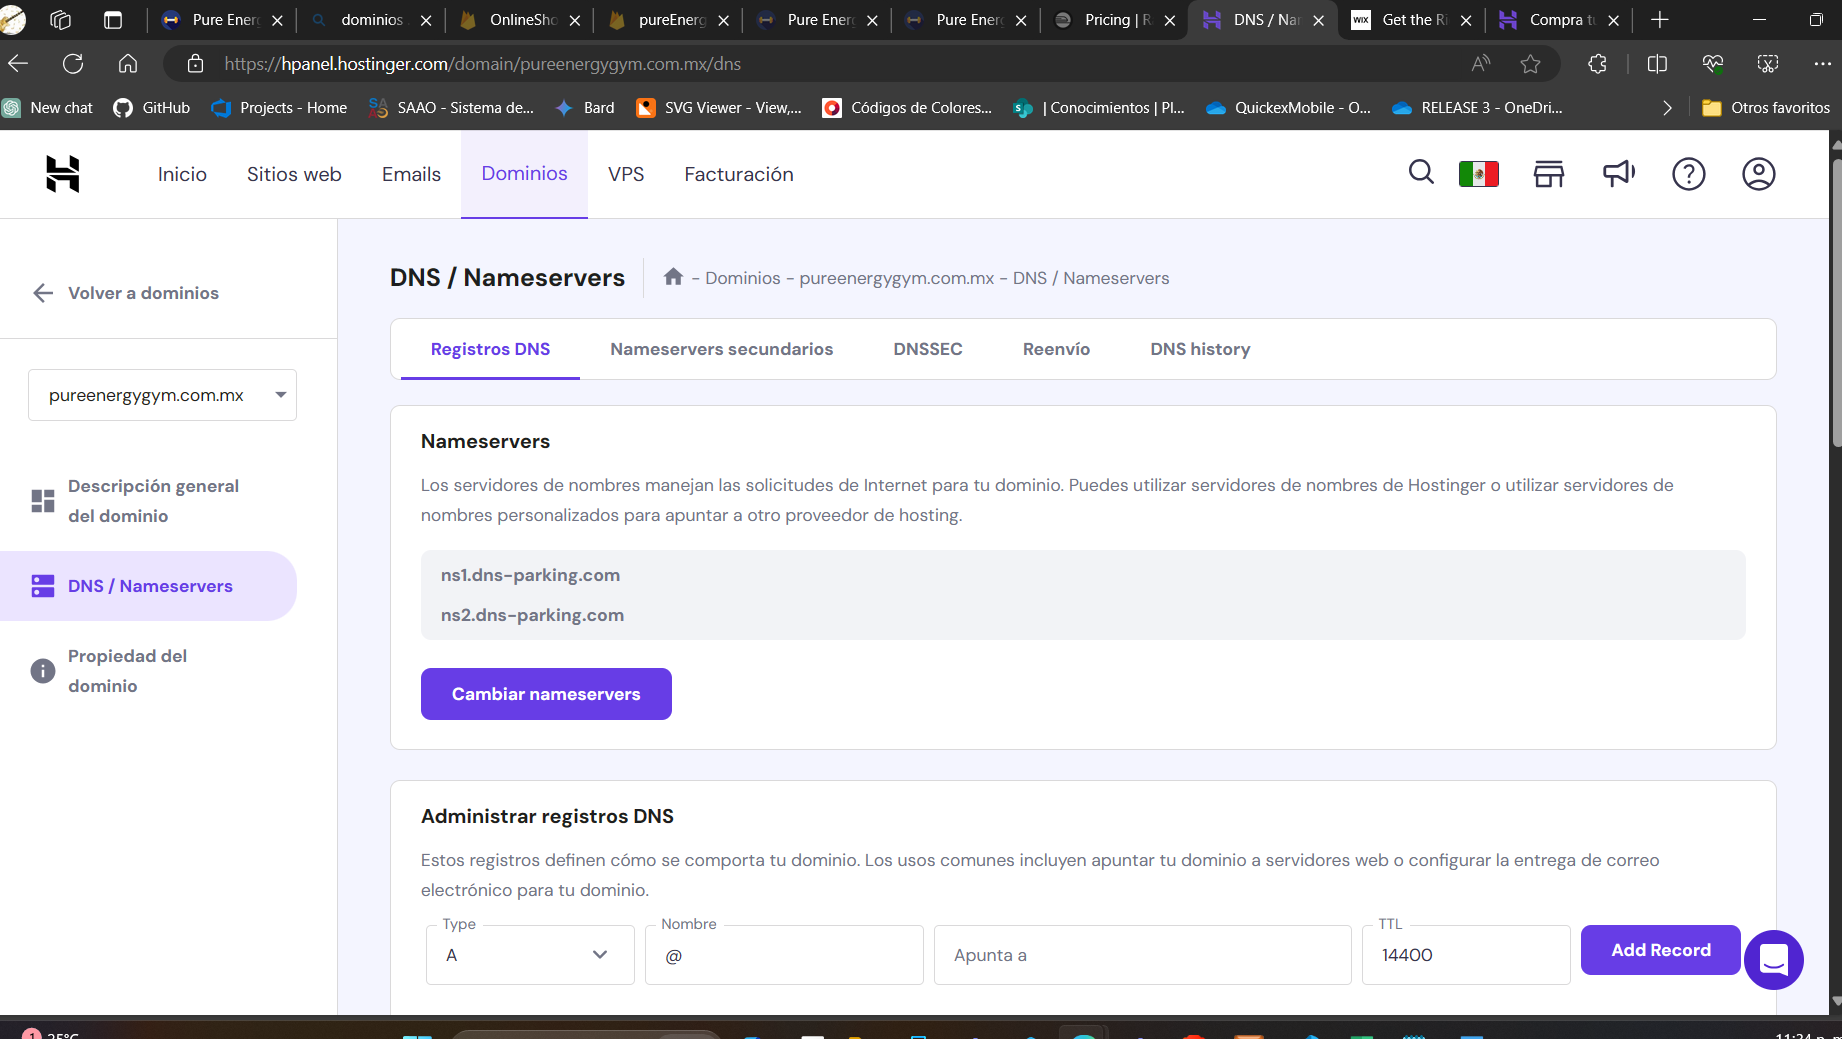 Pure Ener
dominios
OnlineSho
pureEnerg
Pure Ener
Pure Ener
Pricing | R
DNS / Nam
WIX
Get the Ri
Compra tu
https://hpanel.hostinger.com/domain/pureenergygym.com.mx/dns
New chat
GitHub
Projects - Home
SAAO - Sistema de...
Bard
SVG Viewer - View,...
Códigos de Colores...
| Conocimientos | Pl...
QuickexMobile - O...
RELEASE 3 - OneDri...
Otros favoritos
Inicio
Sitios web
Emails
Dominios
VPS
Facturación
Volver a dominios
pureenergygym.com.mx
Descripción general
del dominio
DNS / Nameservers
Propiedad del
dominio
DNS / Nameservers
- Dominios - pureenergygym.com.mx - DNS / Nameservers
Registros DNS
Nameservers secundarios
DNSSEC
Reenvío
DNS history
Nameservers
Los servidores de nombres manejan las solicitudes de Internet para tu dominio. Puedes utilizar servidores de nombres de Hostinger o utilizar servidores de
nombres personalizados para apuntar a otro proveedor de hosting.
ns1.dns-parking.com
ns2.dns-parking.com
Cambiar nameservers
Administrar registros DNS
Estos registros definen cómo se comporta tu dominio. Los usos comunes incluyen apuntar tu dominio a servidores web o configurar la entrega de correo
electrónico para tu dominio.
Type
A
Nombre
@
Apunta a
TTL
14400
Add Record